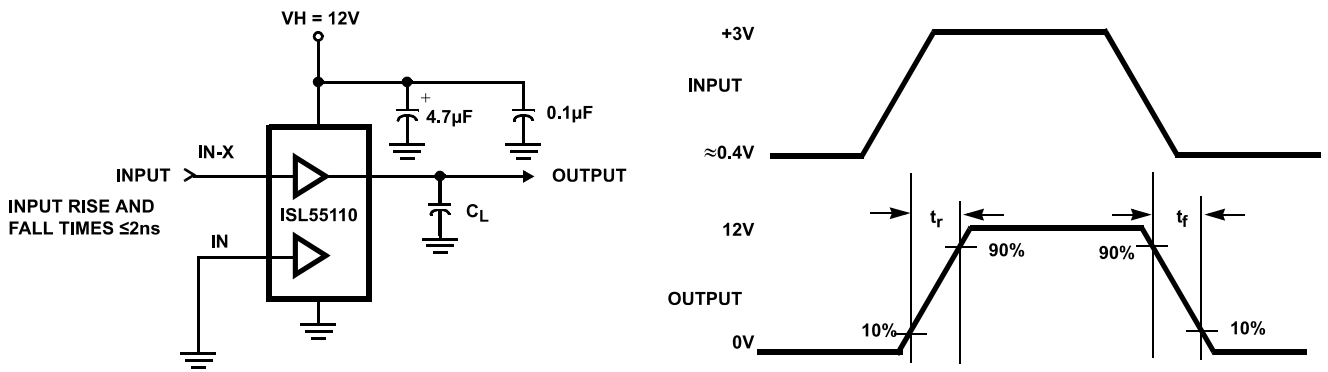 VH = 12V
+
4.7µF
0.1µF
IN-X
INPUT
OUTPUT
INPUT RISE AND
FALL TIMES ≤2ns
ISL55110
CL
IN
+3V
INPUT
≈0.4V
tr
tf
12V
90%
90%
OUTPUT
10%
10%
0V